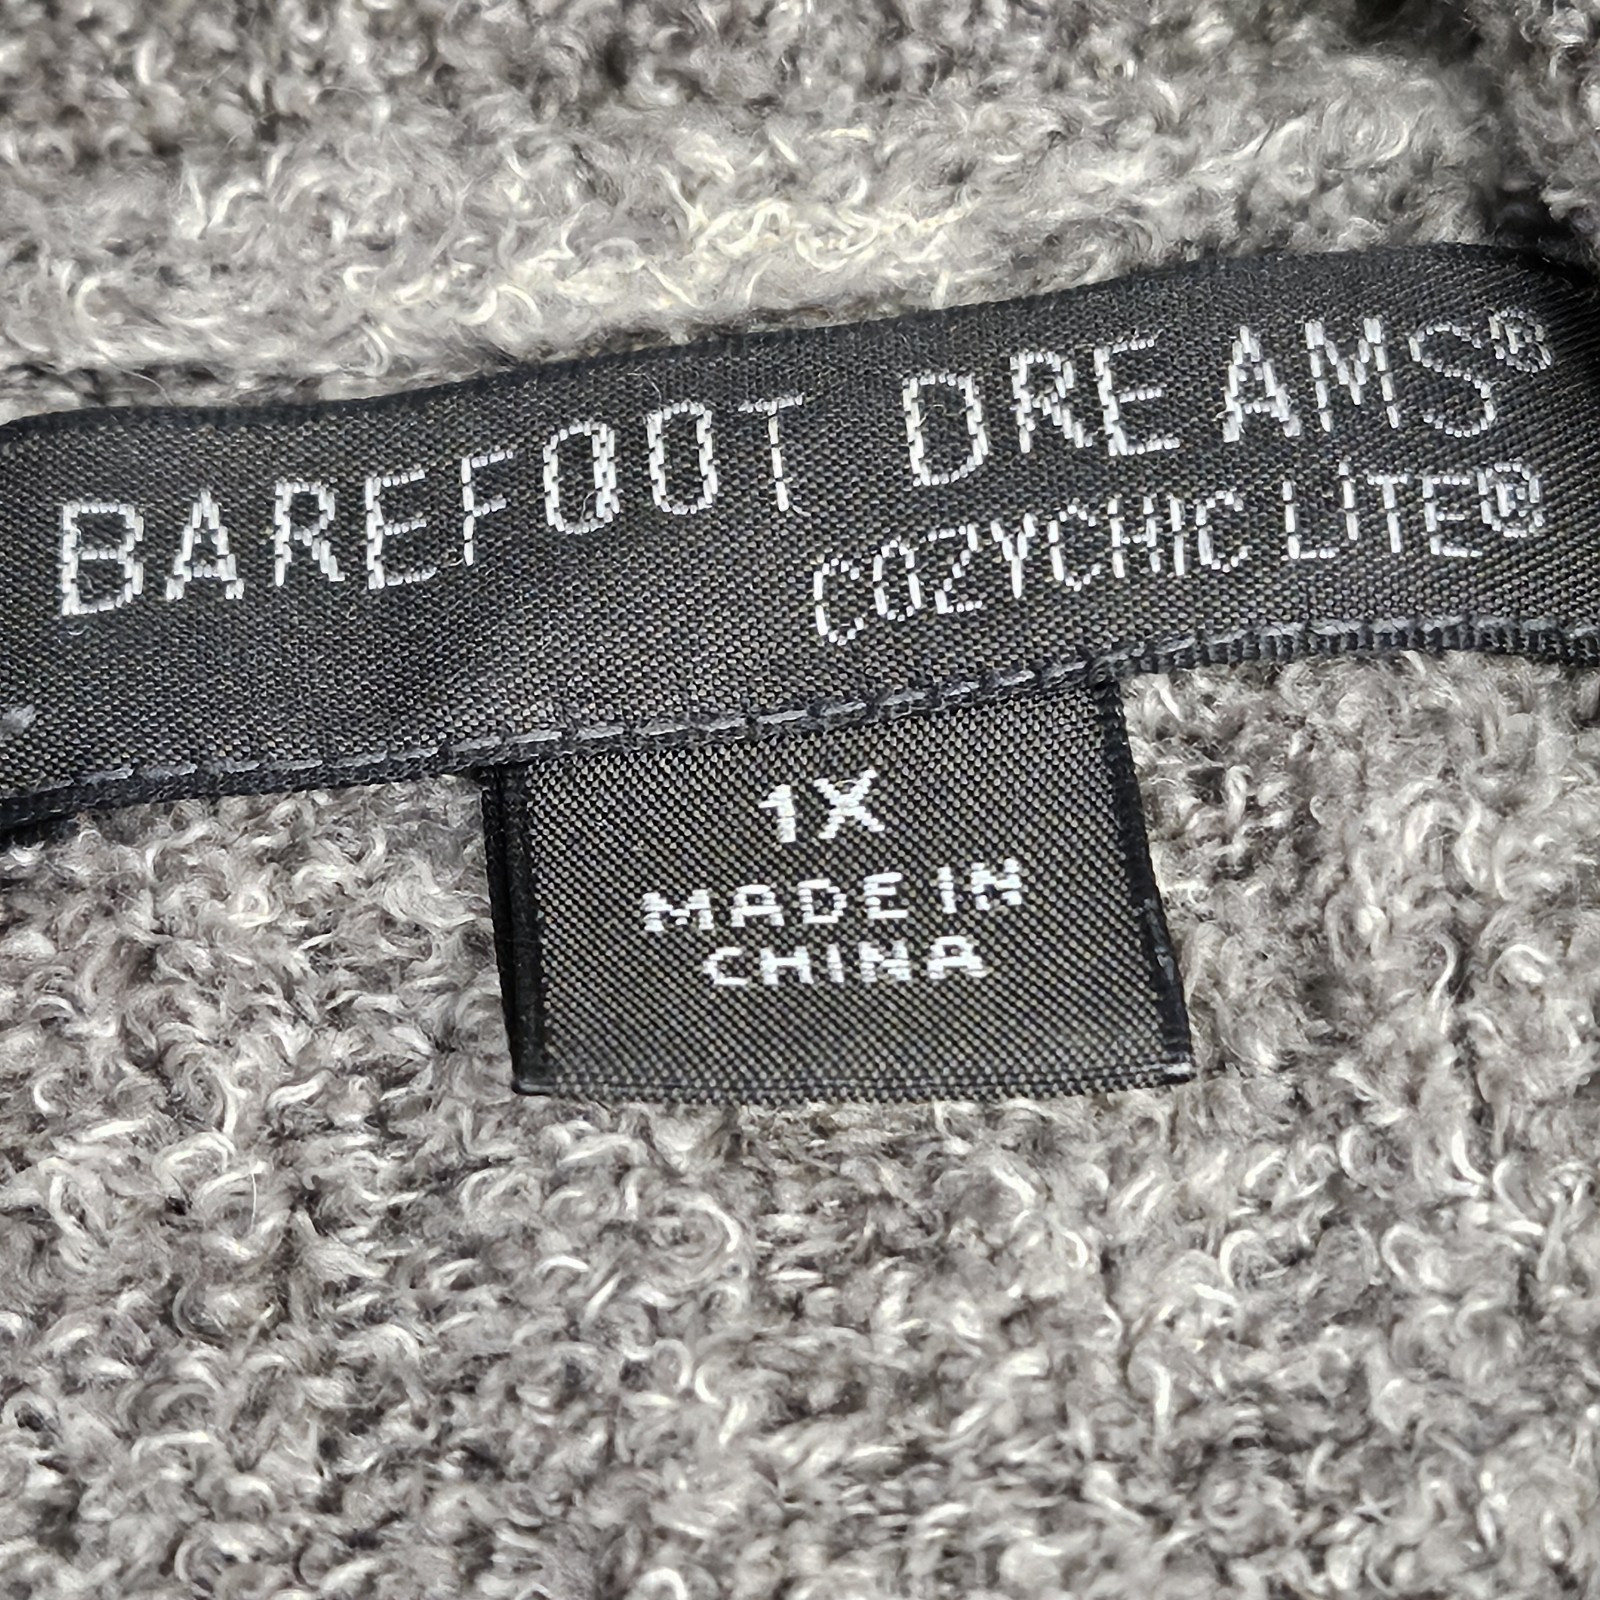 BAREFOOT DREAMS®
COZYCHIC LITE®
1X
MADE IN
CHINA